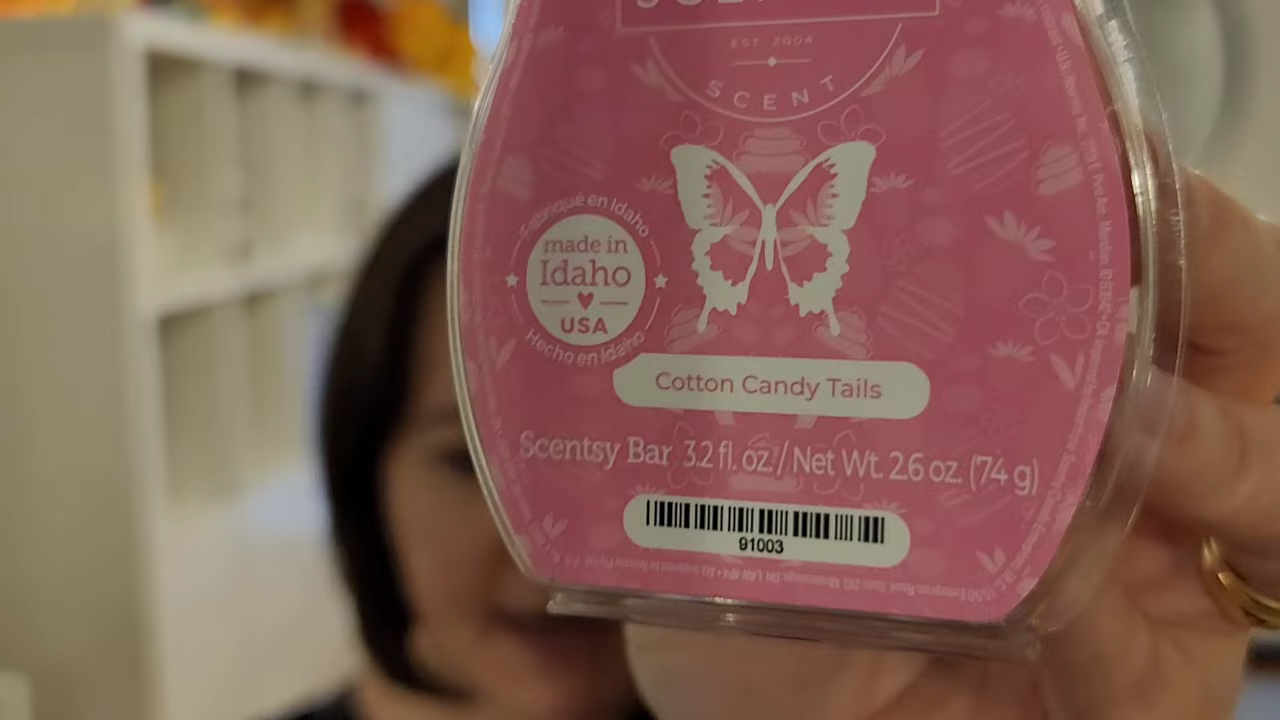 EST 2004
SCENT
Fabriqué en Idaho
made in
Idaho
USA
Hecho en Idaho
Cotton Candy Tails
Scentsy Bar 3.2 fl. oz. / Net Wt. 2.6 oz. (74 g)
91003